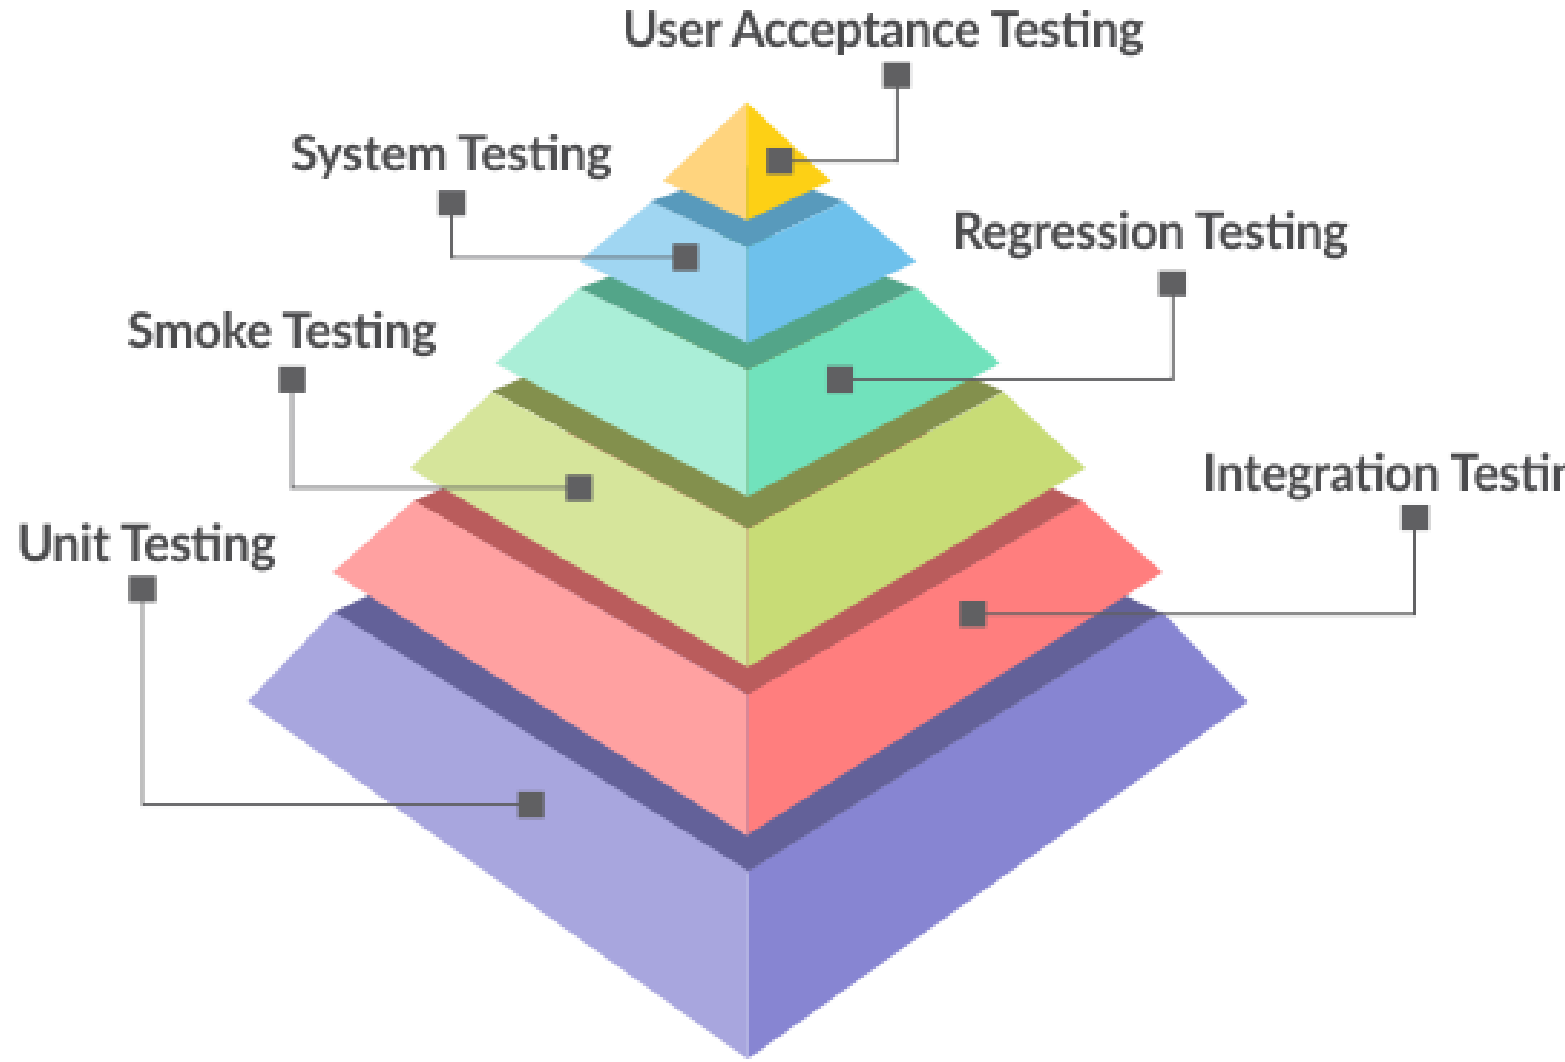 User Acceptance Testing
System Testing
Regression Testing
Smoke Testing
Integration Testin
Unit Testing